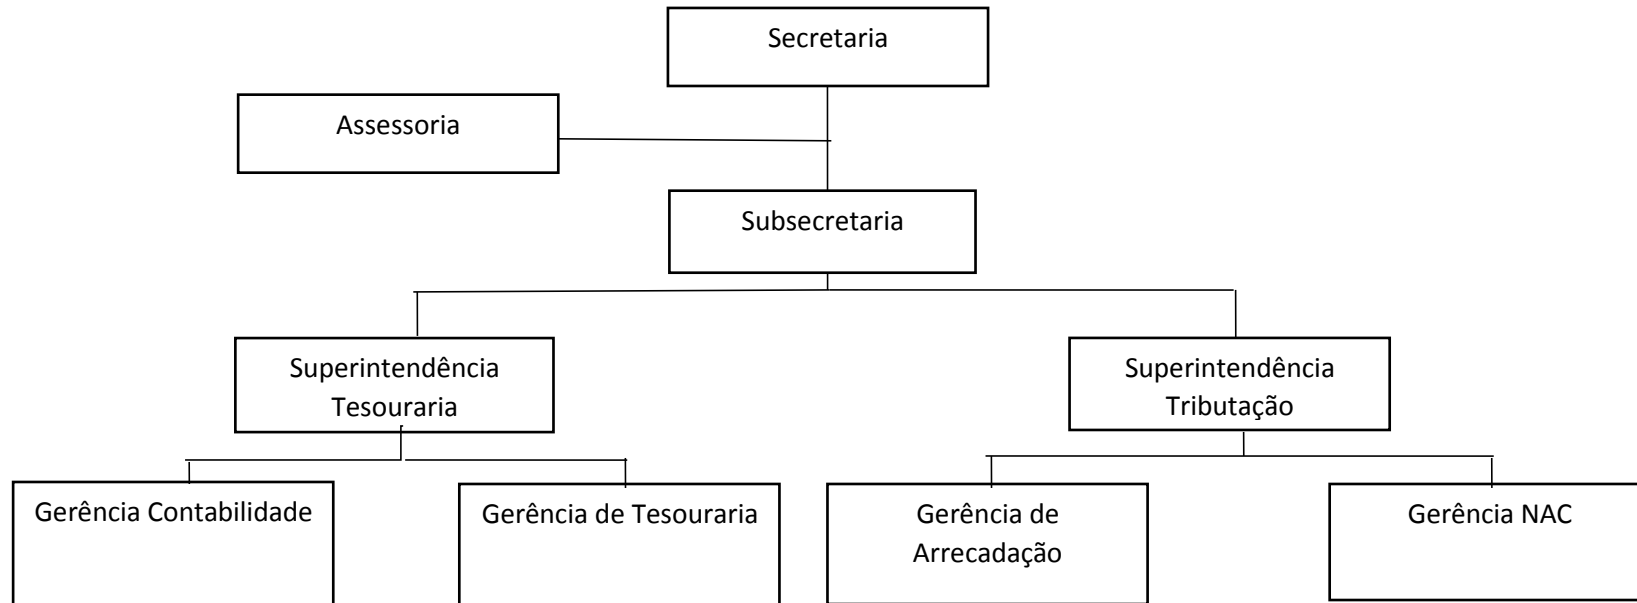 Secretaria
Assessoria
Subsecretaria
Superintendência
Tesouraria
Superintendência
Tributação
Gerência Contabilidade
Gerência de Tesouraria
Gerência de
Arrecadação
Gerência NAC